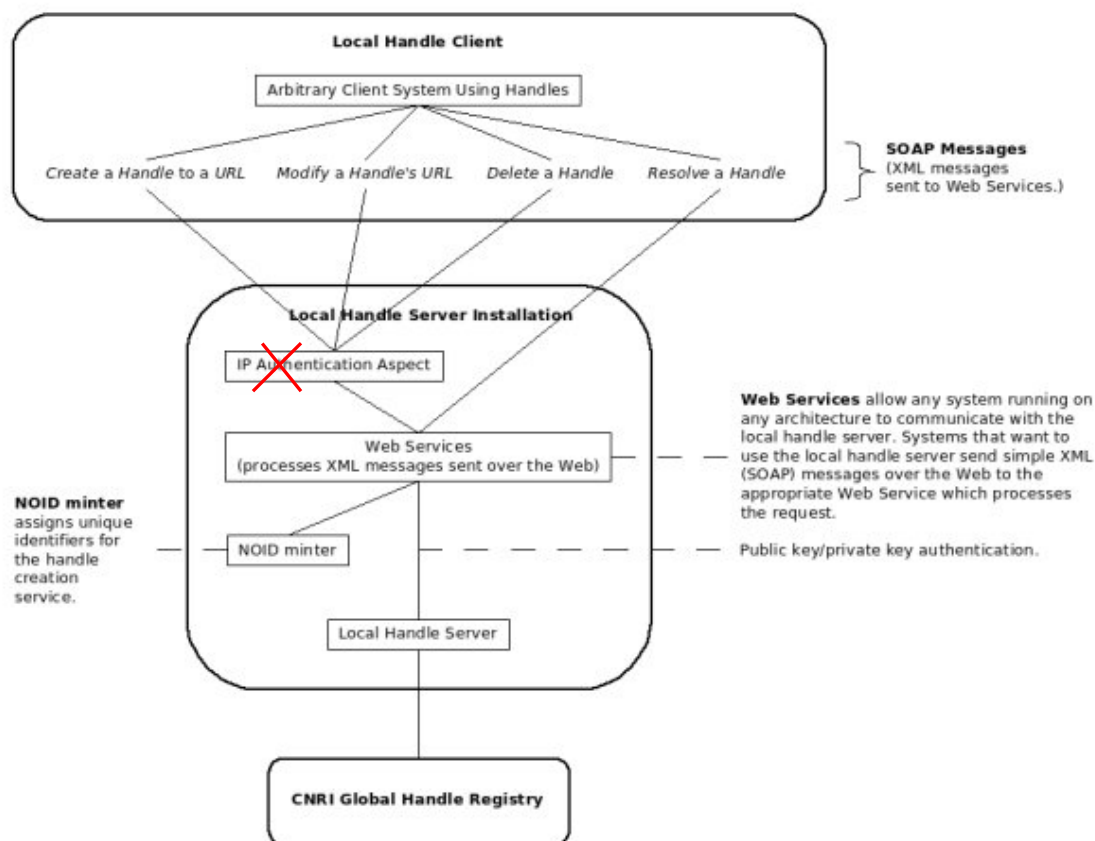 Local Handle Client
Arbitrary Client System Using Handles
Create a Handle to a URL
Modify a Handle's URL
Delete a Handle
Resolve a Handle
SOAP Messages
(XML messages
sent to Web Services.)
Local Handle Server Installation
IP Authentication Aspect
Web Services
(processes XML messages sent over the Web)
Web Services allow any system running on
any architecture to communicate with the
local handle server. Systems that want to
use the local handle server send simple XML
(SOAP) messages over the Web to the
appropriate Web Service which processes
the request.
NOID minter
assigns unique
identifiers for
the handle
creation
service.
NOID minter
Public key/private key authentication.
Local Handle Server
CNRI Global Handle Registry